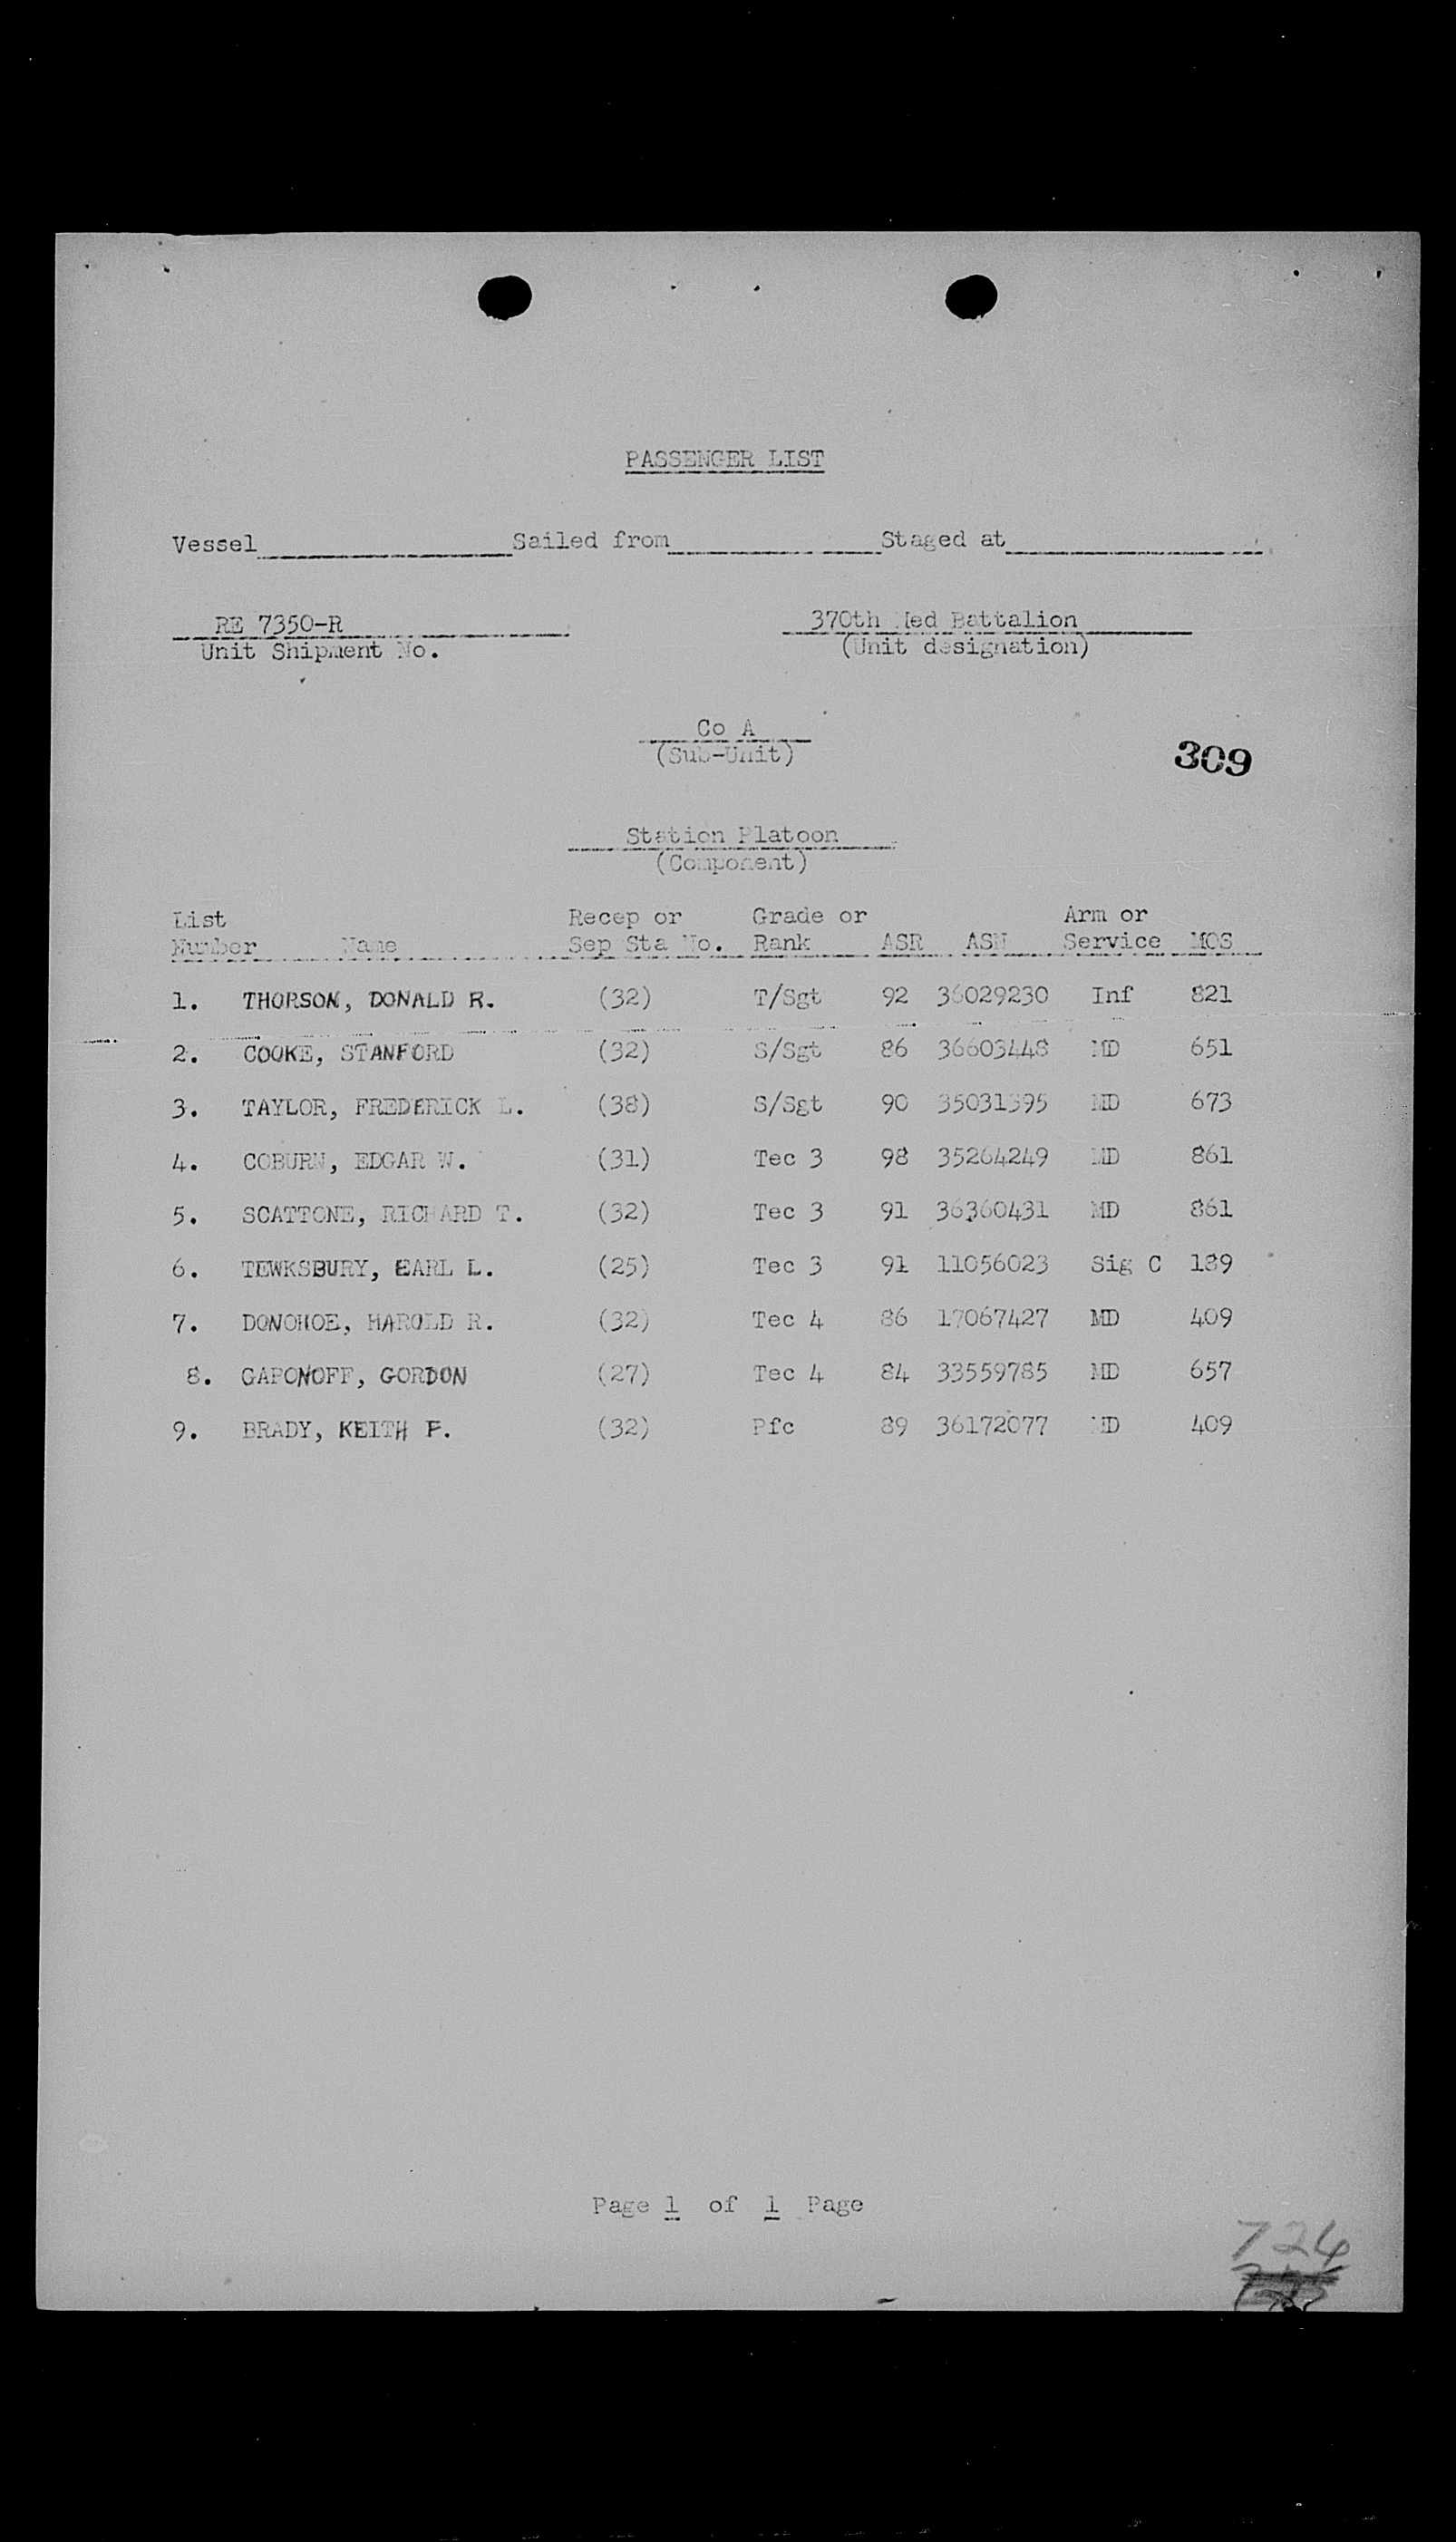 PASSENGER LIST
Vessel Sailed from Staged at
RE 7350-R 370th Med Battalion
Unit Shipment No. (Unit designation)
Co A
(Sub-Unit)
309
Station Platoon
(Component)
List Recep or Grade or Arm or
Number Name Sep Sta No. Rank ASR ASN Service MOS
1. THORSON, DONALD R. (32) T/Sgt 92 36029230 Inf 821
2. COOKE, STANFORD (32) S/Sgt 86 36603448 MD 651
3. TAYLOR, FREDERICK L. (38) S/Sgt 90 35031395 MD 673
4. COBURN, EDGAR W. (31) Tec 3 98 35264249 MD 861
5. SCATTONE, RICHARD T. (32) Tec 3 91 36360431 MD 861
6. TEWKSBURY, EARL L. (25) Tec 3 91 11056023 Sig C 189
7. DONOHOE, HAROLD R. (32) Tec 4 86 17067427 MD 409
8. GAPONOFF, GORDON (27) Tec 4 84 33559785 MD 657
9. BRADY, KEITH F. (32) Pfc 89 36172077 MD 409
Page 1 of 1 Page
724